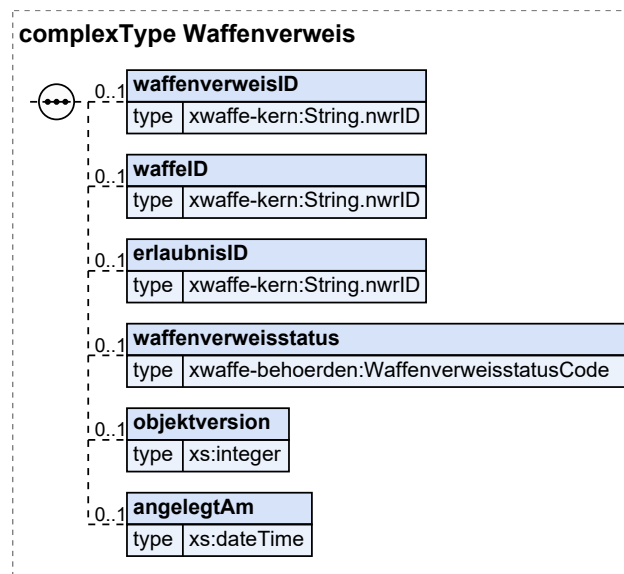 complexType Waffenverweis
0..1
waffenverweisID
type xwaffe-kern:String.nwrID
0..1
waffeID
type xwaffe-kern:String.nwrID
0..1
erlaubnisID
type xwaffe-kern:String.nwrID
0..1
waffenverweisstatus
type xwaffe-behoerden:WaffenverweisstatusCode
0..1
objektversion
type xs:integer
0..1
angelegtAm
type xs:dateTime